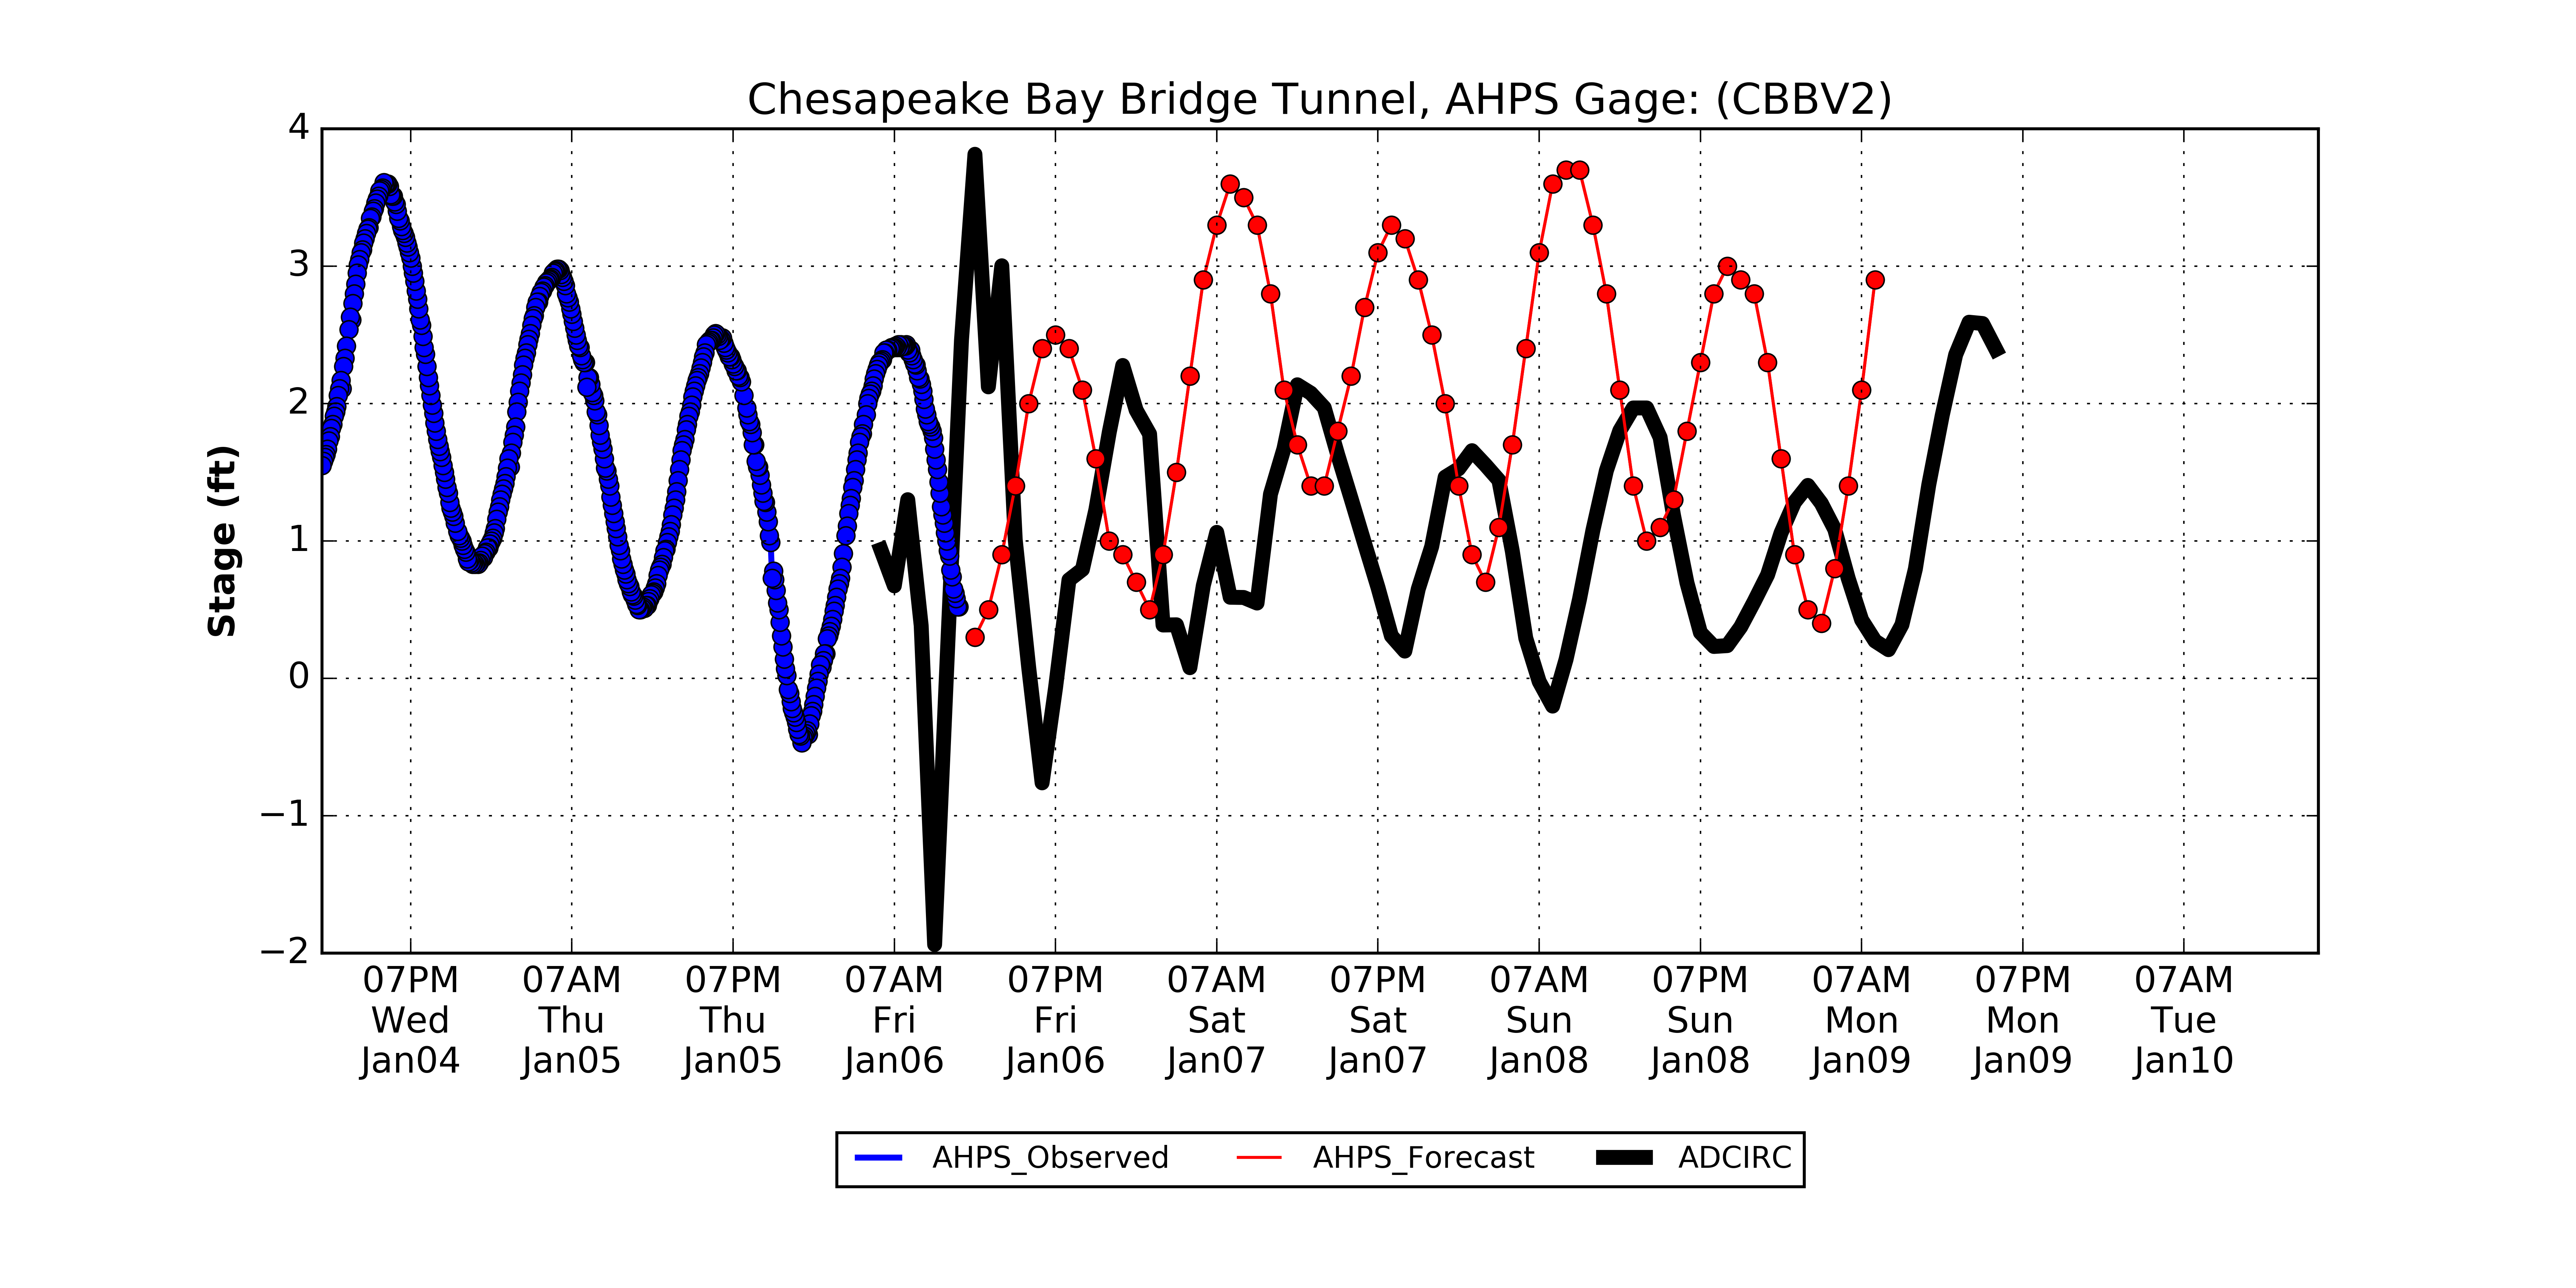 Chesapeake Bay Bridge Tunnel, AHPS Gage: (CBBV2)
4
3
2
1
0
−1
−2
Stage (ft)
07PM 07AM 07PM 07AM 07PM 07AM 07PM 07AM 07PM 07AM 07PM 07AM
Wed Thu Thu Fri Fri Sat Sat Sun Sun Mon Mon Tue
Jan04 Jan05 Jan05 Jan06 Jan06 Jan07 Jan07 Jan08 Jan08 Jan09 Jan09 Jan10
AHPS_Observed AHPS_Forecast ADCIRC